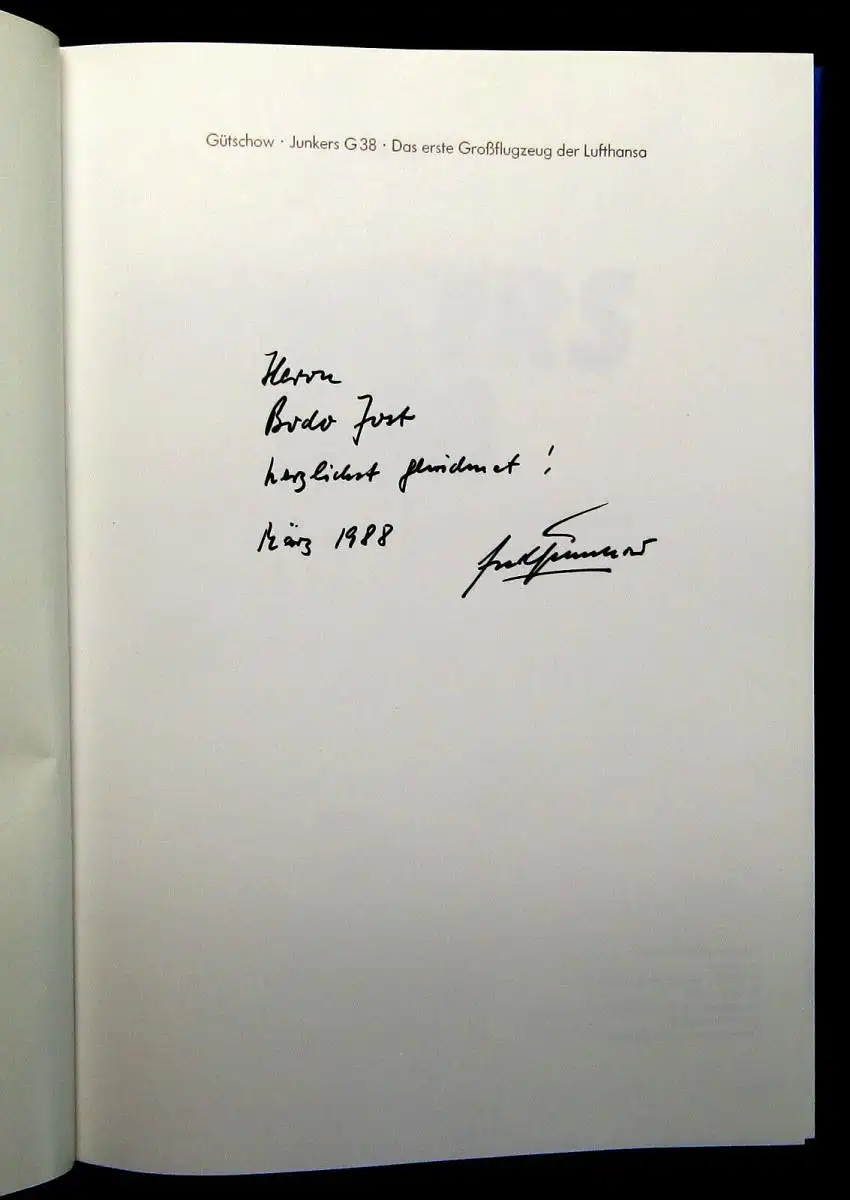 Gütschow · Junkers G 38 · Das erste Großflugzeug der Lufthansa
Herrn
Bodo Jost
herzlichst gewidmet !
März 1988